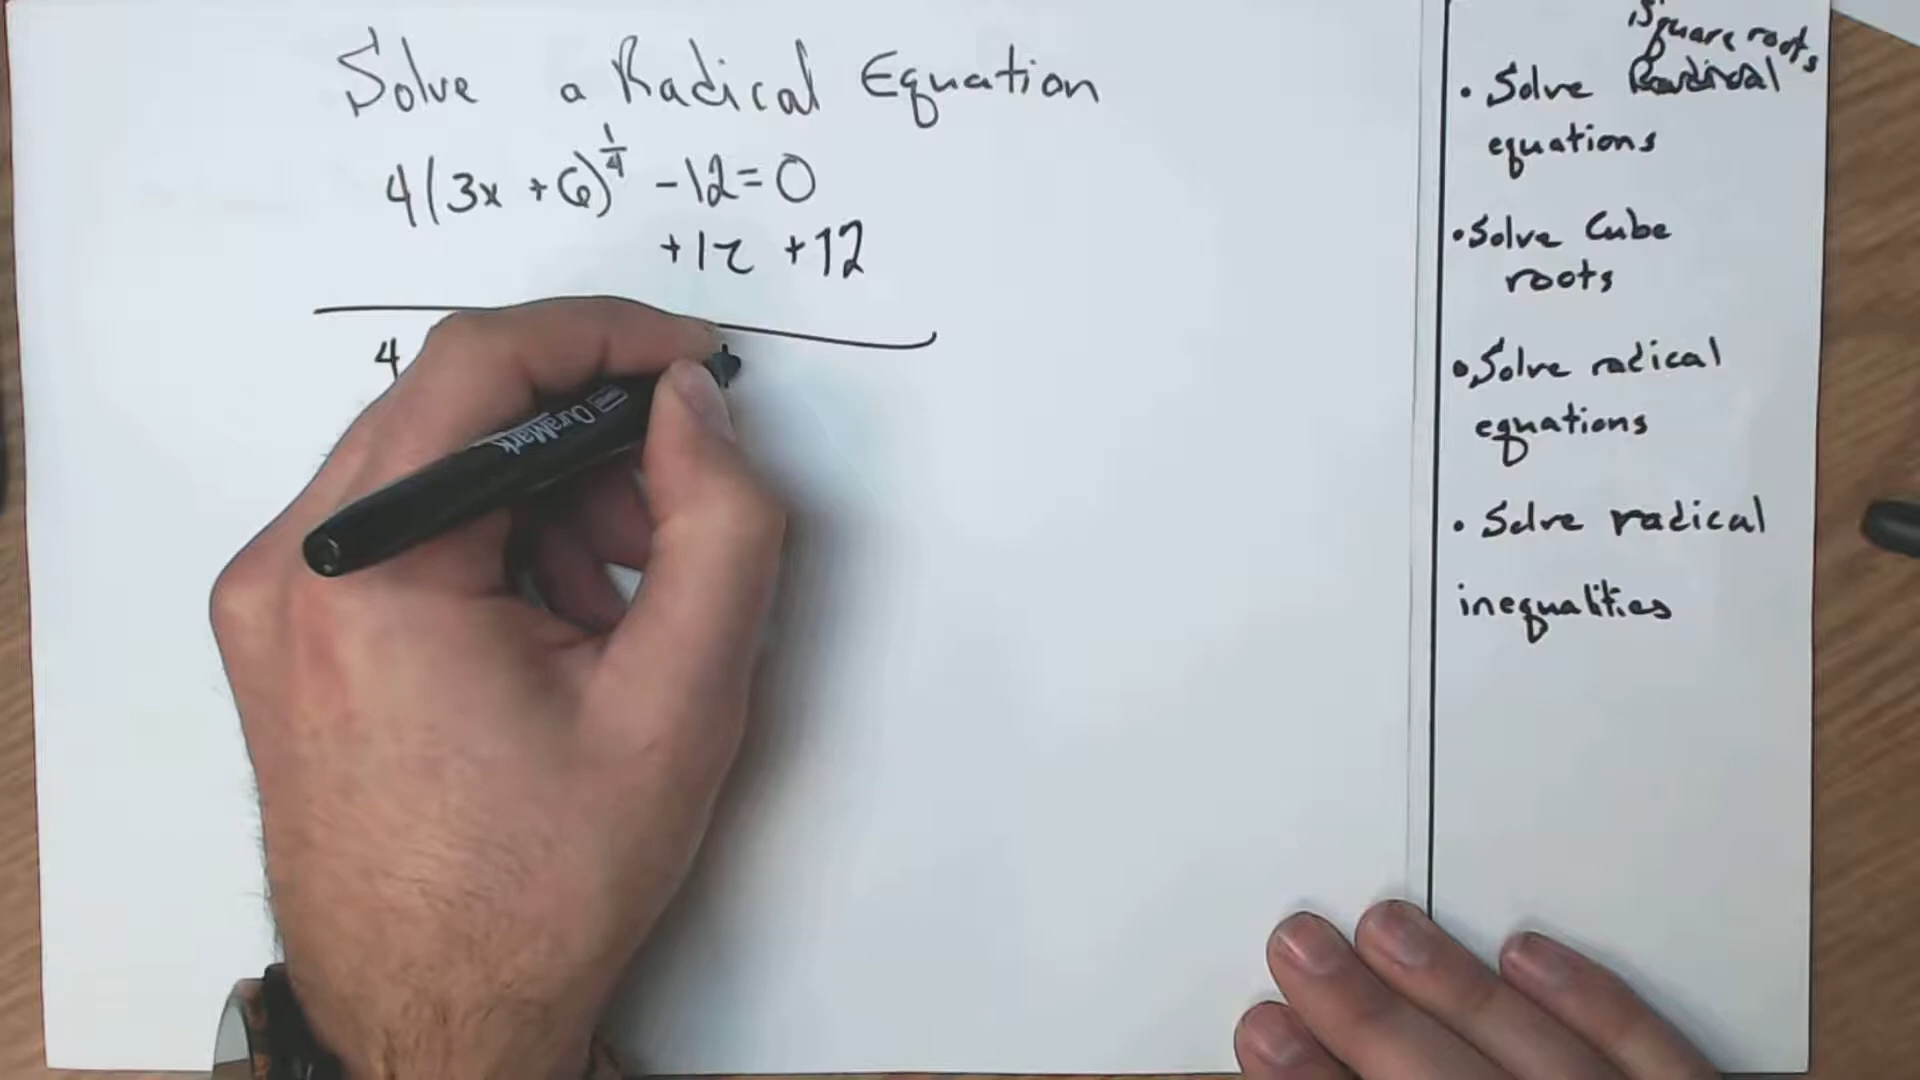 Solve a Radical Equation
4(3x + 6)^1/4 - 12 = 0
+12 +12
4
Square roots
• Solve Radical
equations
• Solve Cube
roots
• Solve radical
equations
• Solve radical
inequalities
DuraMark